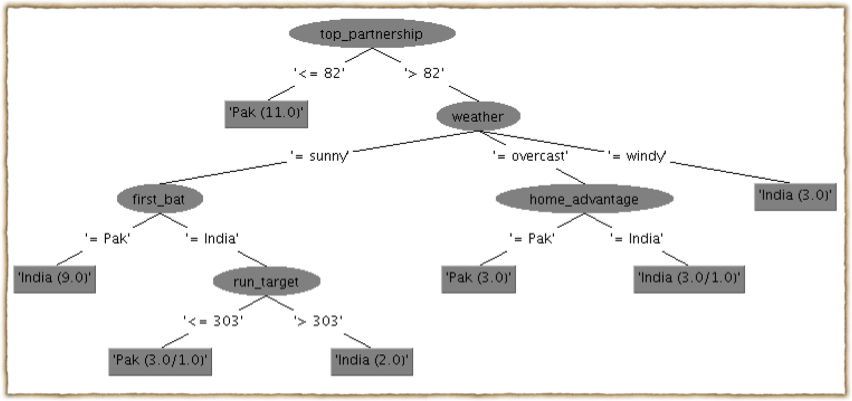 top_partnership
'<= 82' '> 82'
'Pak (11.0)' weather
'= sunny' '= overcast' '= windy'
first_bat home_advantage 'India (3.0)'
'= Pak' '= India' '= Pak' '= India'
'India (9.0)' run_target 'Pak (3.0)' 'India (3.0/1.0)'
'<= 303' '> 303'
'Pak (3.0/1.0)' 'India (2.0)'